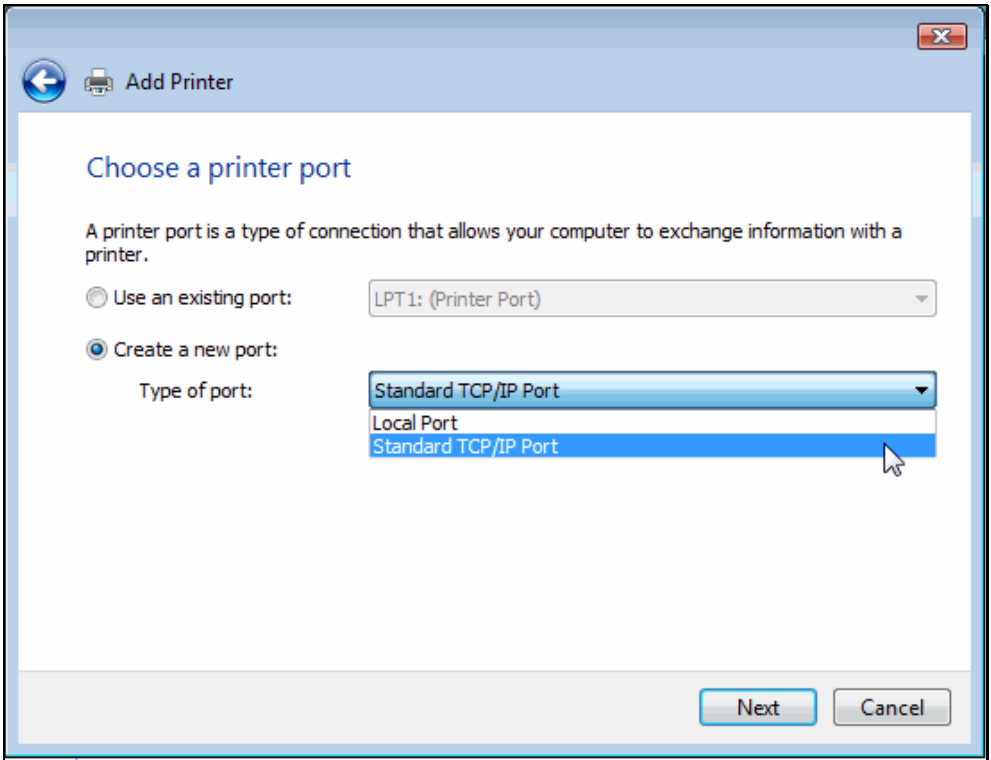 Add Printer
Choose a printer port
A printer port is a type of connection that allows your computer to exchange information with a
printer.
Use an existing port: LPT1: (Printer Port)
Create a new port:
Type of port: Standard TCP/IP Port
Local Port
Standard TCP/IP Port
Next Cancel